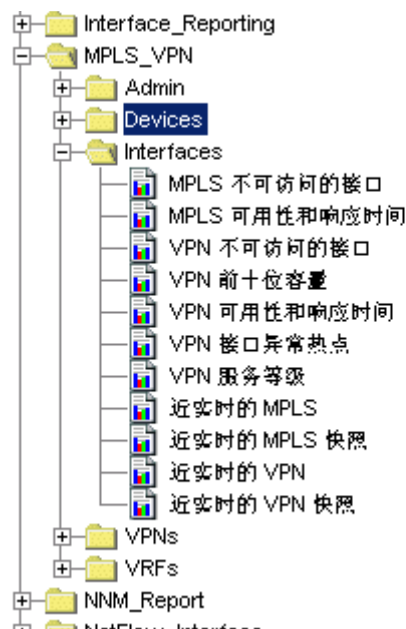 Interface_Reporting
MPLS_VPN
Admin
Devices
Interfaces
MPLS 不可访问的接口
MPLS 可用性和响应时间
VPN 不可访问的接口
VPN 前十位容量
VPN 可用性和响应时间
VPN 接口异常热点
VPN 服务等级
近实时的 MPLS
近实时的 MPLS 快照
近实时的 VPN
近实时的 VPN 快照
VPNs
VRFs
NNM_Report
NetFlow_Interface